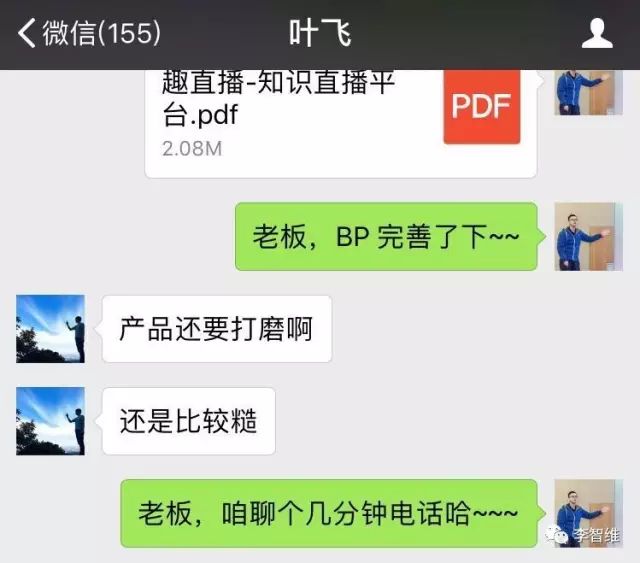 微信(155)
叶飞
趣直播-知识直播平
台.pdf
2.08M
PDF
老板，BP 完善了下~~
产品还要打磨啊
还是比较糙
老板，咱聊个几分钟电话哈~~~
李智维